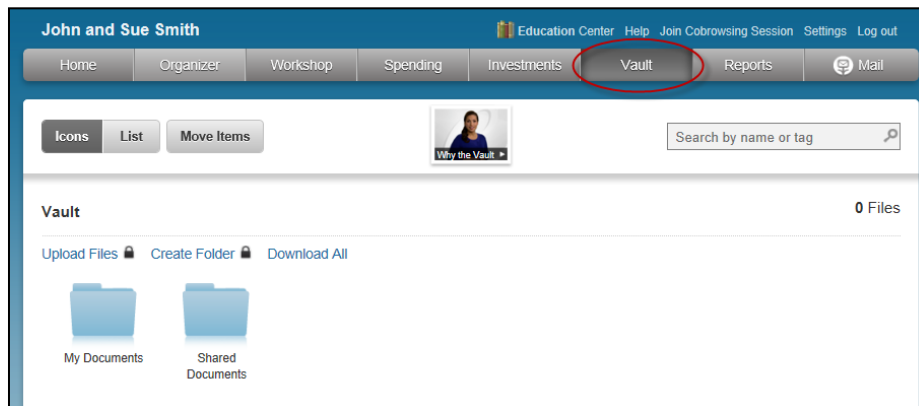 John and Sue Smith
Education Center Help Join Cobrowsing Session Settings Log out
Home Organizer Workshop Spending Investments Vault Reports Mail
Icons List Move Items
Why the Vault
Search by name or tag
Vault
0 Files
Upload Files Create Folder Download All
My Documents
Shared
Documents